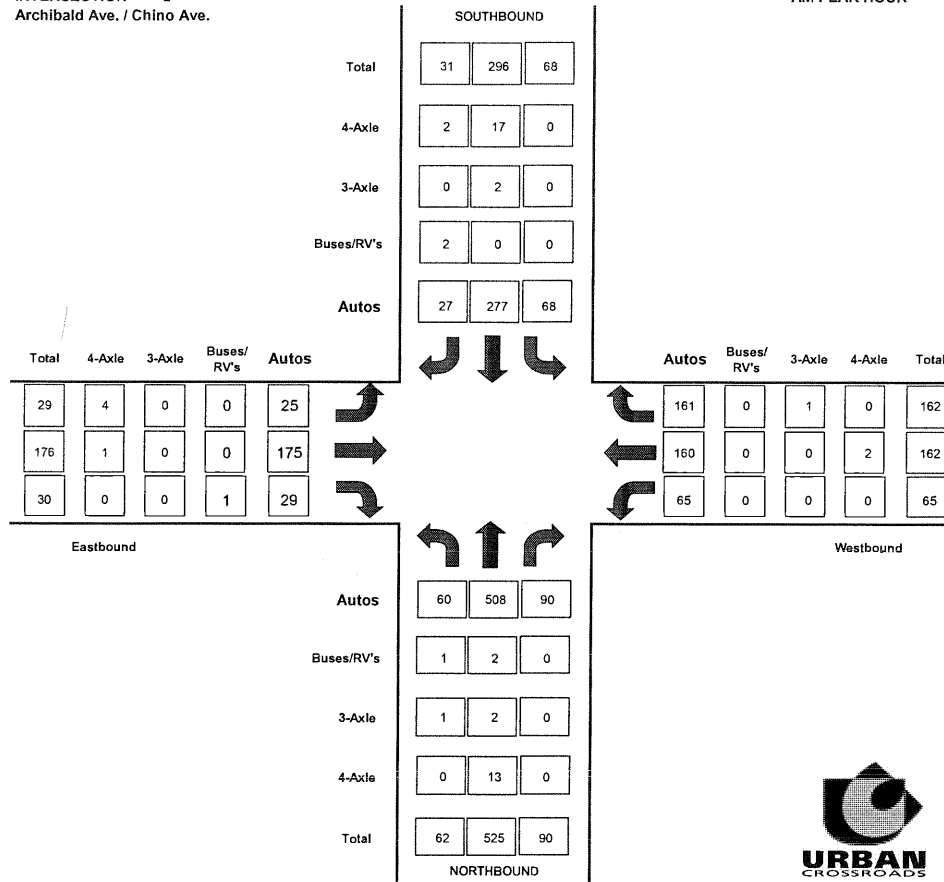 Archibald Ave. / Chino Ave.
SOUTHBOUND
Total 31 296 68
4-Axle 2 17 0
3-Axle 0 2 0
Buses/RV's 2 0 0
Autos 27 277 68
Total 4-Axle 3-Axle Buses/ RV's Autos
29 4 0 0 25
176 1 0 0 175
30 0 0 1 29
Eastbound
Autos Buses/ RV's 3-Axle 4-Axle Total
161 0 1 0 162
160 0 0 2 162
65 0 0 0 65
Westbound
Autos 60 508 90
Buses/RV's 1 2 0
3-Axle 1 2 0
4-Axle 0 13 0
Total 62 525 90
NORTHBOUND
URBAN
CROSSROADS